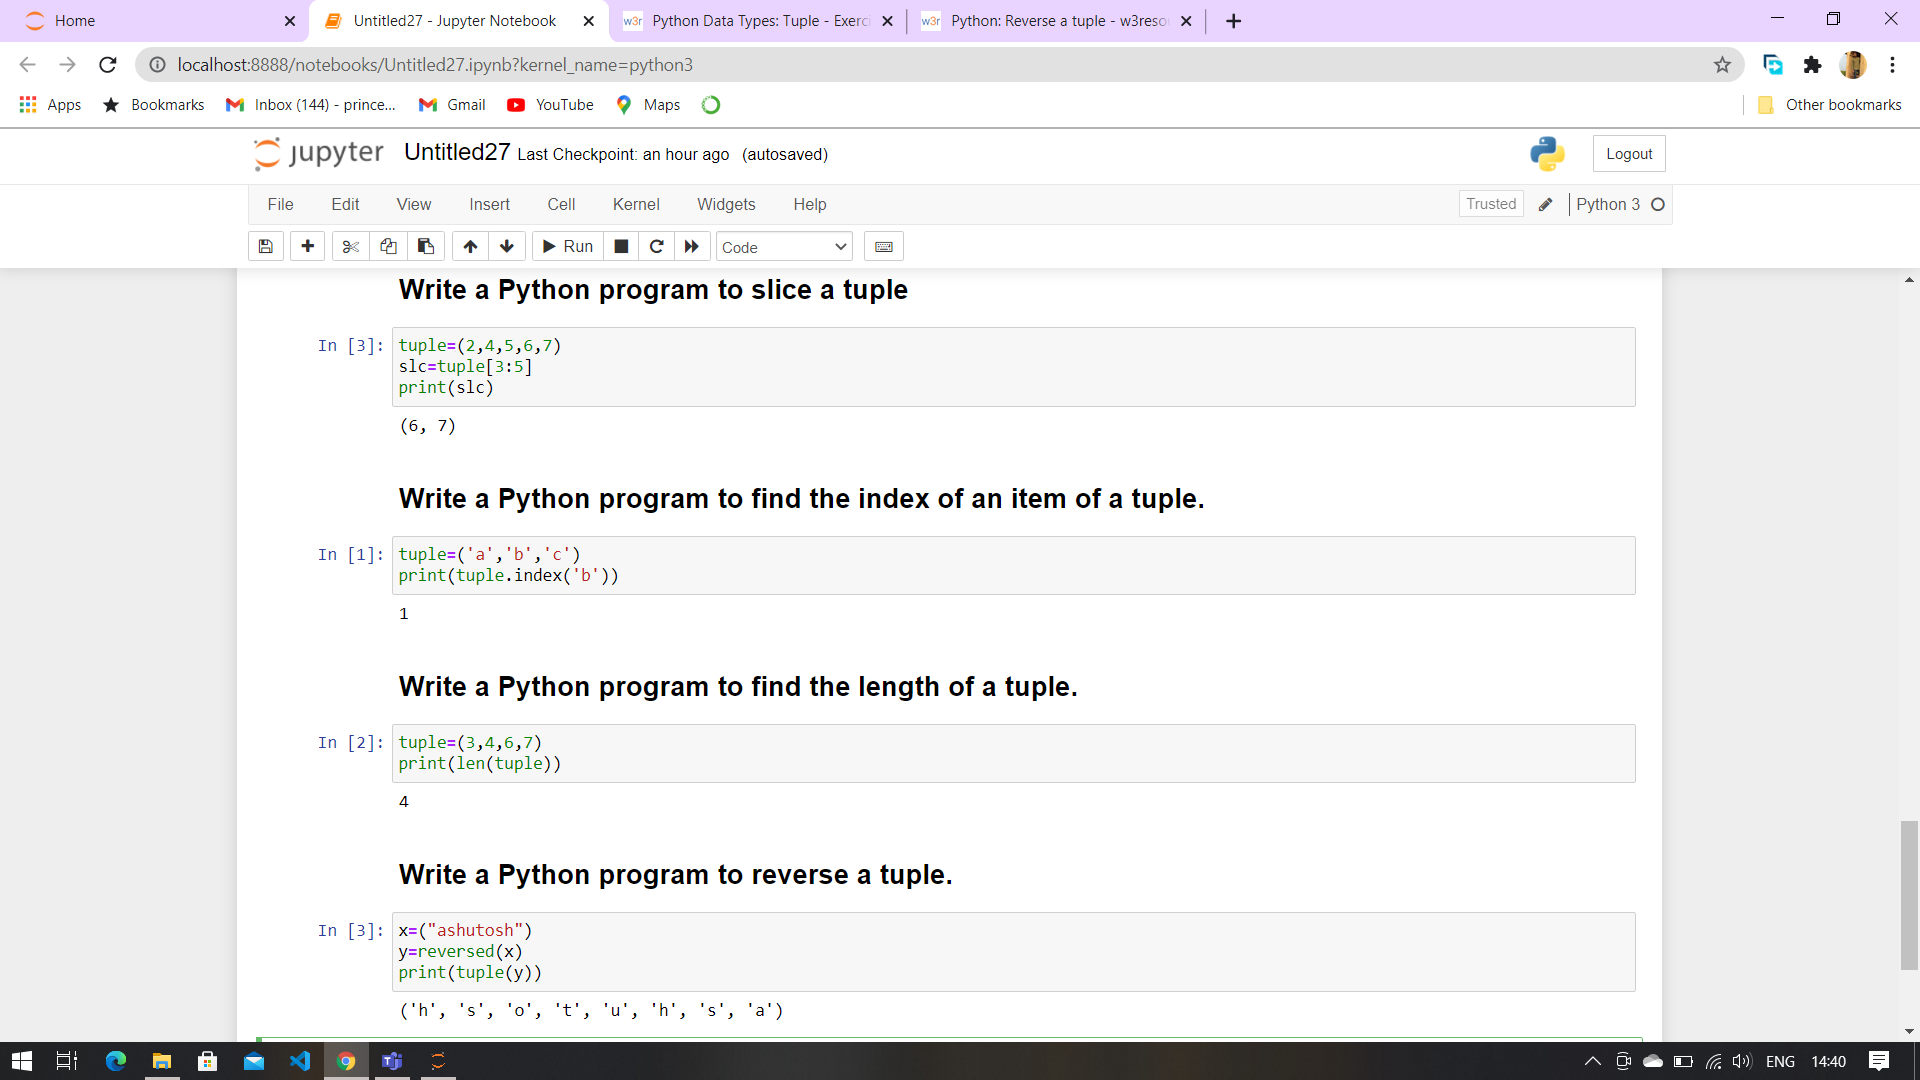 Home
Untitled27 - Jupyter Notebook
w3r Python Data Types: Tuple - Exerci
w3r Python: Reverse a tuple - w3reso
localhost:8888/notebooks/Untitled27.ipynb?kernel_name=python3
Apps Bookmarks Inbox (144) - prince... Gmail YouTube Maps Other bookmarks
jupyter Untitled27 Last Checkpoint: an hour ago (autosaved) Logout
File Edit View Insert Cell Kernel Widgets Help Trusted Python 3
Run Code
Write a Python program to slice a tuple
In [3]: tuple=(2,4,5,6,7)
slc=tuple[3:5]
print(slc)
(6, 7)
Write a Python program to find the index of an item of a tuple.
In [1]: tuple=('a','b','c')
print(tuple.index('b'))
1
Write a Python program to find the length of a tuple.
In [2]: tuple=(3,4,6,7)
print(len(tuple))
4
Write a Python program to reverse a tuple.
In [3]: x=("ashutosh")
y=reversed(x)
print(tuple(y))
('h', 's', 'o', 't', 'u', 'h', 's', 'a')
ENG 14:40